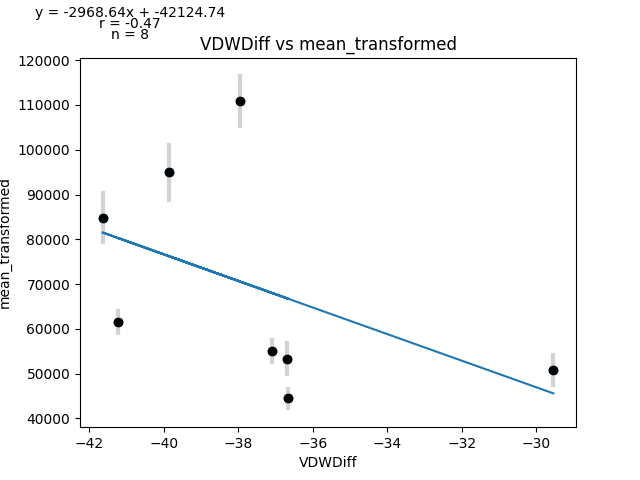 y = -2968.64x + -42124.74
r = -0.47
n = 8
VDWDiff vs mean_transformed
120000
110000
100000
90000
80000
70000
60000
50000
40000
mean_transformed
−42 −40 −38 −36 −34 −32 −30
VDWDiff